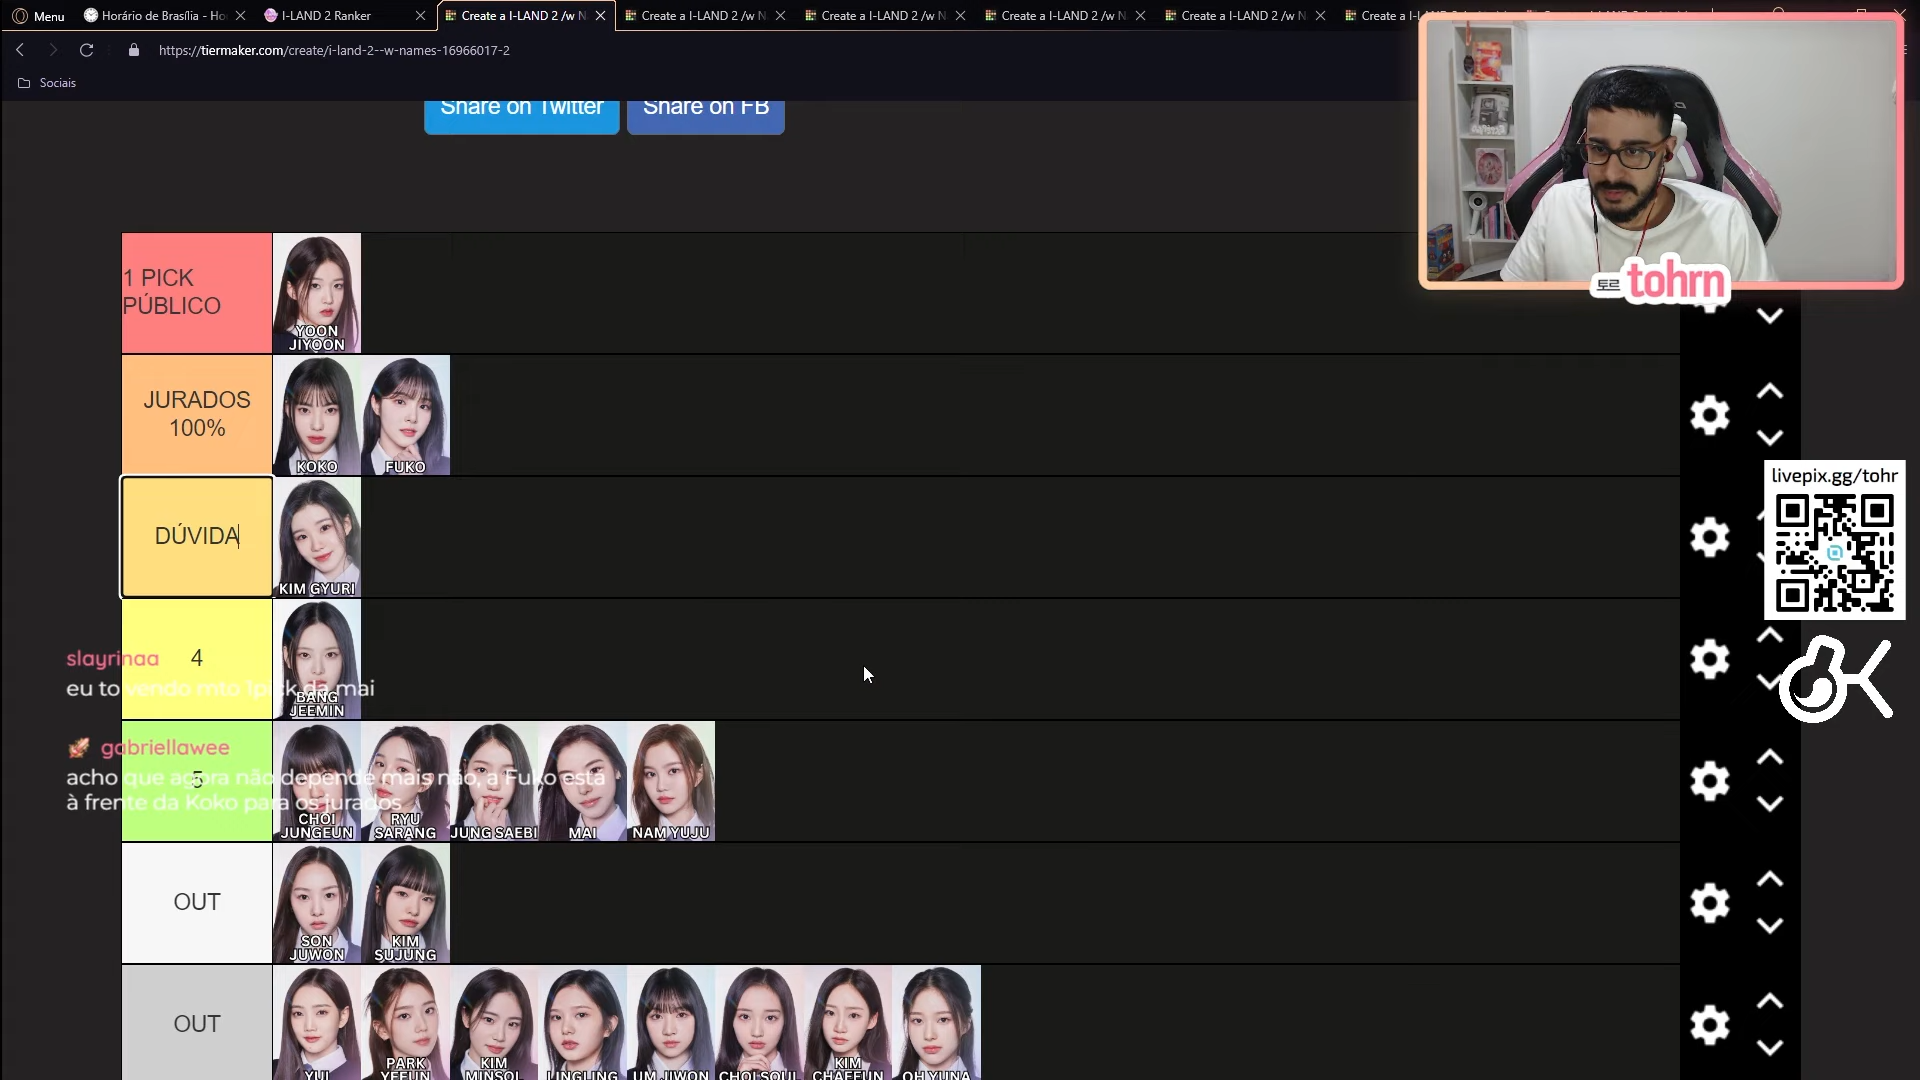 Menu
Horário de Brasília - Ho
I-LAND 2 Ranker
Create a I-LAND 2 /w N
Create a I-LAND 2 /w N
Create a I-LAND 2 /w N
Create a I-LAND 2 /w N
Create a I-LAND 2 /w N
https://tiermaker.com/create/i-land-2--w-names-16966017-2
Sociais
Share on Twitter
Share on FB
토르 tohrn
1 PICK
PÚBLICO
YOON
JIYOON
JURADOS
100%
KOKO
FUKO
livepix.gg/tohr
DÚVIDA
KIM GYURI
4
BANG
JEEMIN
slayrinaa
eu to vendo mto 1pick da mai
OK
5
CHOI
JUNGEUN
RYU
SARANG
JUNG SAEBI
MAI
NAM YUJU
gabriellawee
acho que agora não depende mais não, a Fuko está
à frente da Koko para os jurados
OUT
SON
JUWON
KIM
SUJUNG
OUT
YUI
PARK
YEEUN
KIM
MINSOL
LINGLING
UM JIWON
CHOI SOUL
KIM
CHAEEUN
OH YUNA